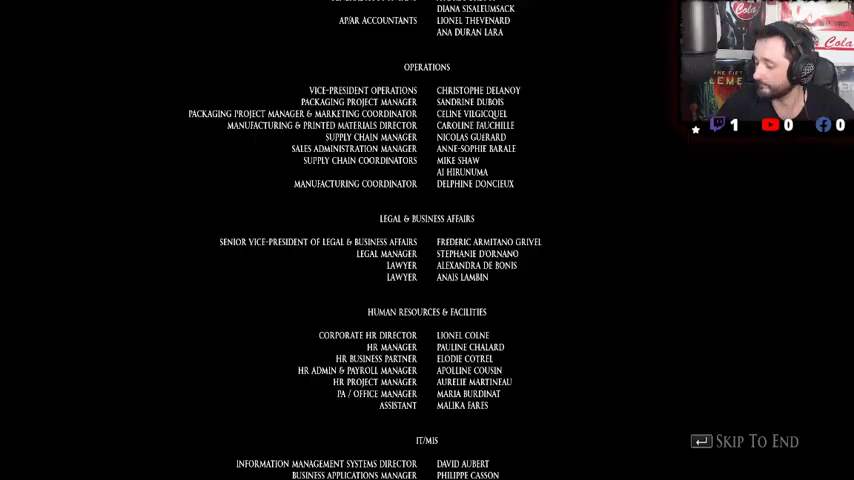 DIANA SISALEUMSACK
AP/AR ACCOUNTANTS LIONEL THEVENARD
ANA DURAN LARA
OPERATIONS
VICE-PRESIDENT OPERATIONS CHRISTOPHE DELANOY
PACKAGING PROJECT MANAGER SANDRINE DUBOIS
PACKAGING PROJECT MANAGER & MARKETING COORDINATOR CELINE VILGICQUEL
MANUFACTURING & PRINTED MATERIALS DIRECTOR CAROLINE FAUCHILLE
SUPPLY CHAIN MANAGER NICOLAS GUERARD
SALES ADMINISTRATION MANAGER ANNE-SOPHIE BARALE
SUPPLY CHAIN COORDINATORS MIKE SHAW
AI HIRUNUMA
MANUFACTURING COORDINATOR DELPHINE DONCIEUX
LEGAL & BUSINESS AFFAIRS
SENIOR VICE-PRESIDENT OF LEGAL & BUSINESS AFFAIRS FREDERIC ARMITANO GRIVEL
LEGAL MANAGER STEPHANIE D'ORNANO
LAWYER ALEXANDRA DE BONIS
LAWYER ANAIS LAMBIN
HUMAN RESOURCES & FACILITIES
CORPORATE HR DIRECTOR LIONEL COLNE
HR MANAGER PAULINE CHALARD
HR BUSINESS PARTNER ELODIE COTREL
HR ADMIN & PAYROLL MANAGER APOLLINE COUSIN
HR PROJECT MANAGER AURELIE MARTINEAU
PA / OFFICE MANAGER MARIA BURDINAT
ASSISTANT MALIKA FARES
IT/MIS
INFORMATION MANAGEMENT SYSTEMS DIRECTOR DAVID AUBERT
BUSINESS APPLICATIONS MANAGER PHILIPPE CASSON
Cola
1 0 0
SKIP TO END